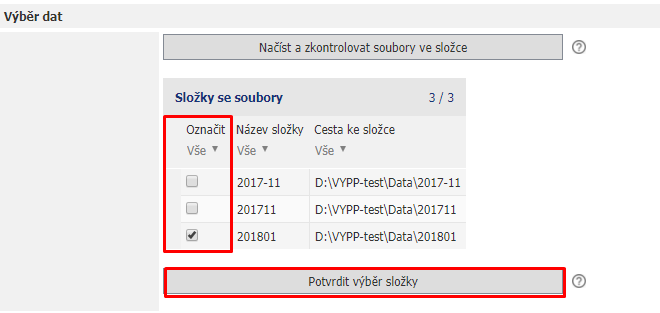 Výběr dat
Načíst a zkontrolovat soubory ve složce ?
Složky se soubory 3 / 3
Označit Název složky Cesta ke složce
Vše ▼ Vše ▼ Vše ▼
2017-11 D:\VYPP-test\Data\2017-11
201711 D:\VYPP-test\Data\201711
201801 D:\VYPP-test\Data\201801
Potvrdit výběr složky ?